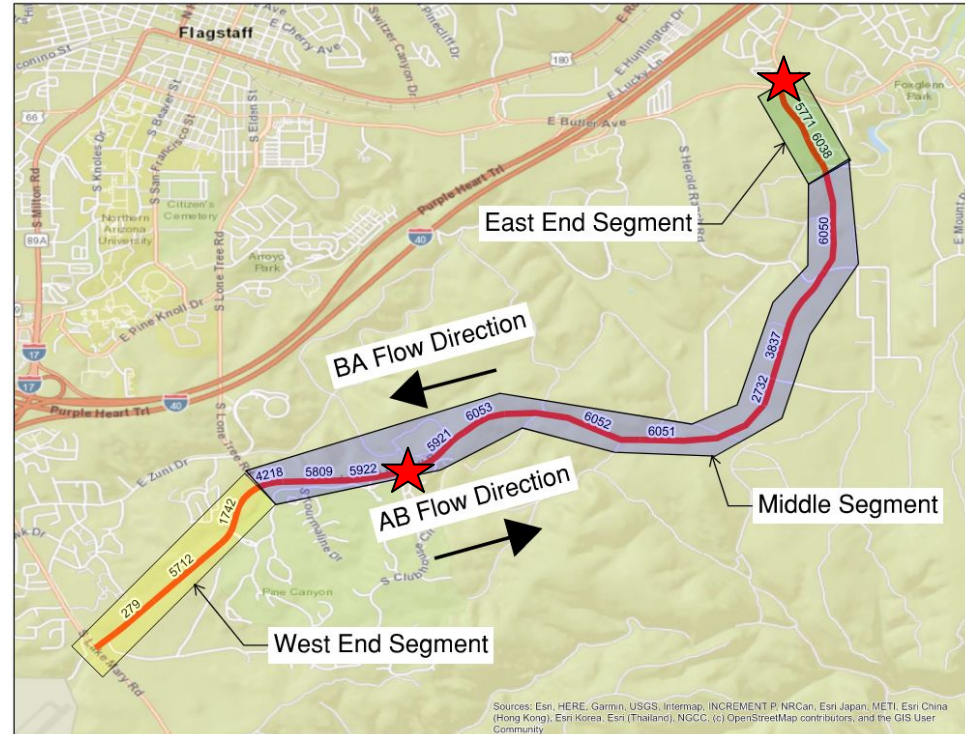 Flagstaff
E Cherry Ave
Switzer Canyon Dr
Pinecliff Dr
E Huntington Dr
E Lucky Ln
180
66
S Milton Rd
S Knoles Dr
S Beaver St
S San Francisco St
S Elden St
Citizen's
Cemetery
Northern
Arizona
University
89A
Arroyo
Park
S Lone Tree Rd
E Pine Knoll Dr
Purple Heart Trl
40
E Butler Ave
Foxglenn
Park
5771
6038
East End Segment
6050
17
17
Purple Heart Trl
40
BA Flow Direction
3837
2732
6053
5921
6052
6051
E Zuni Dr
4218
5809
5922
AB Flow Direction
Middle Segment
1742
5712
279
S Tourmaline Dr
Pine Canyon
West End Segment
S Lake Mary Rd
Sources: Esri, HERE, Garmin, USGS, Intermap, INCREMENT P, NRCan, Esri Japan, METI, Esri China
(Hong Kong), Esri Korea, Esri (Thailand), NGCC, (c) OpenStreetMap contributors, and the GIS User
Community